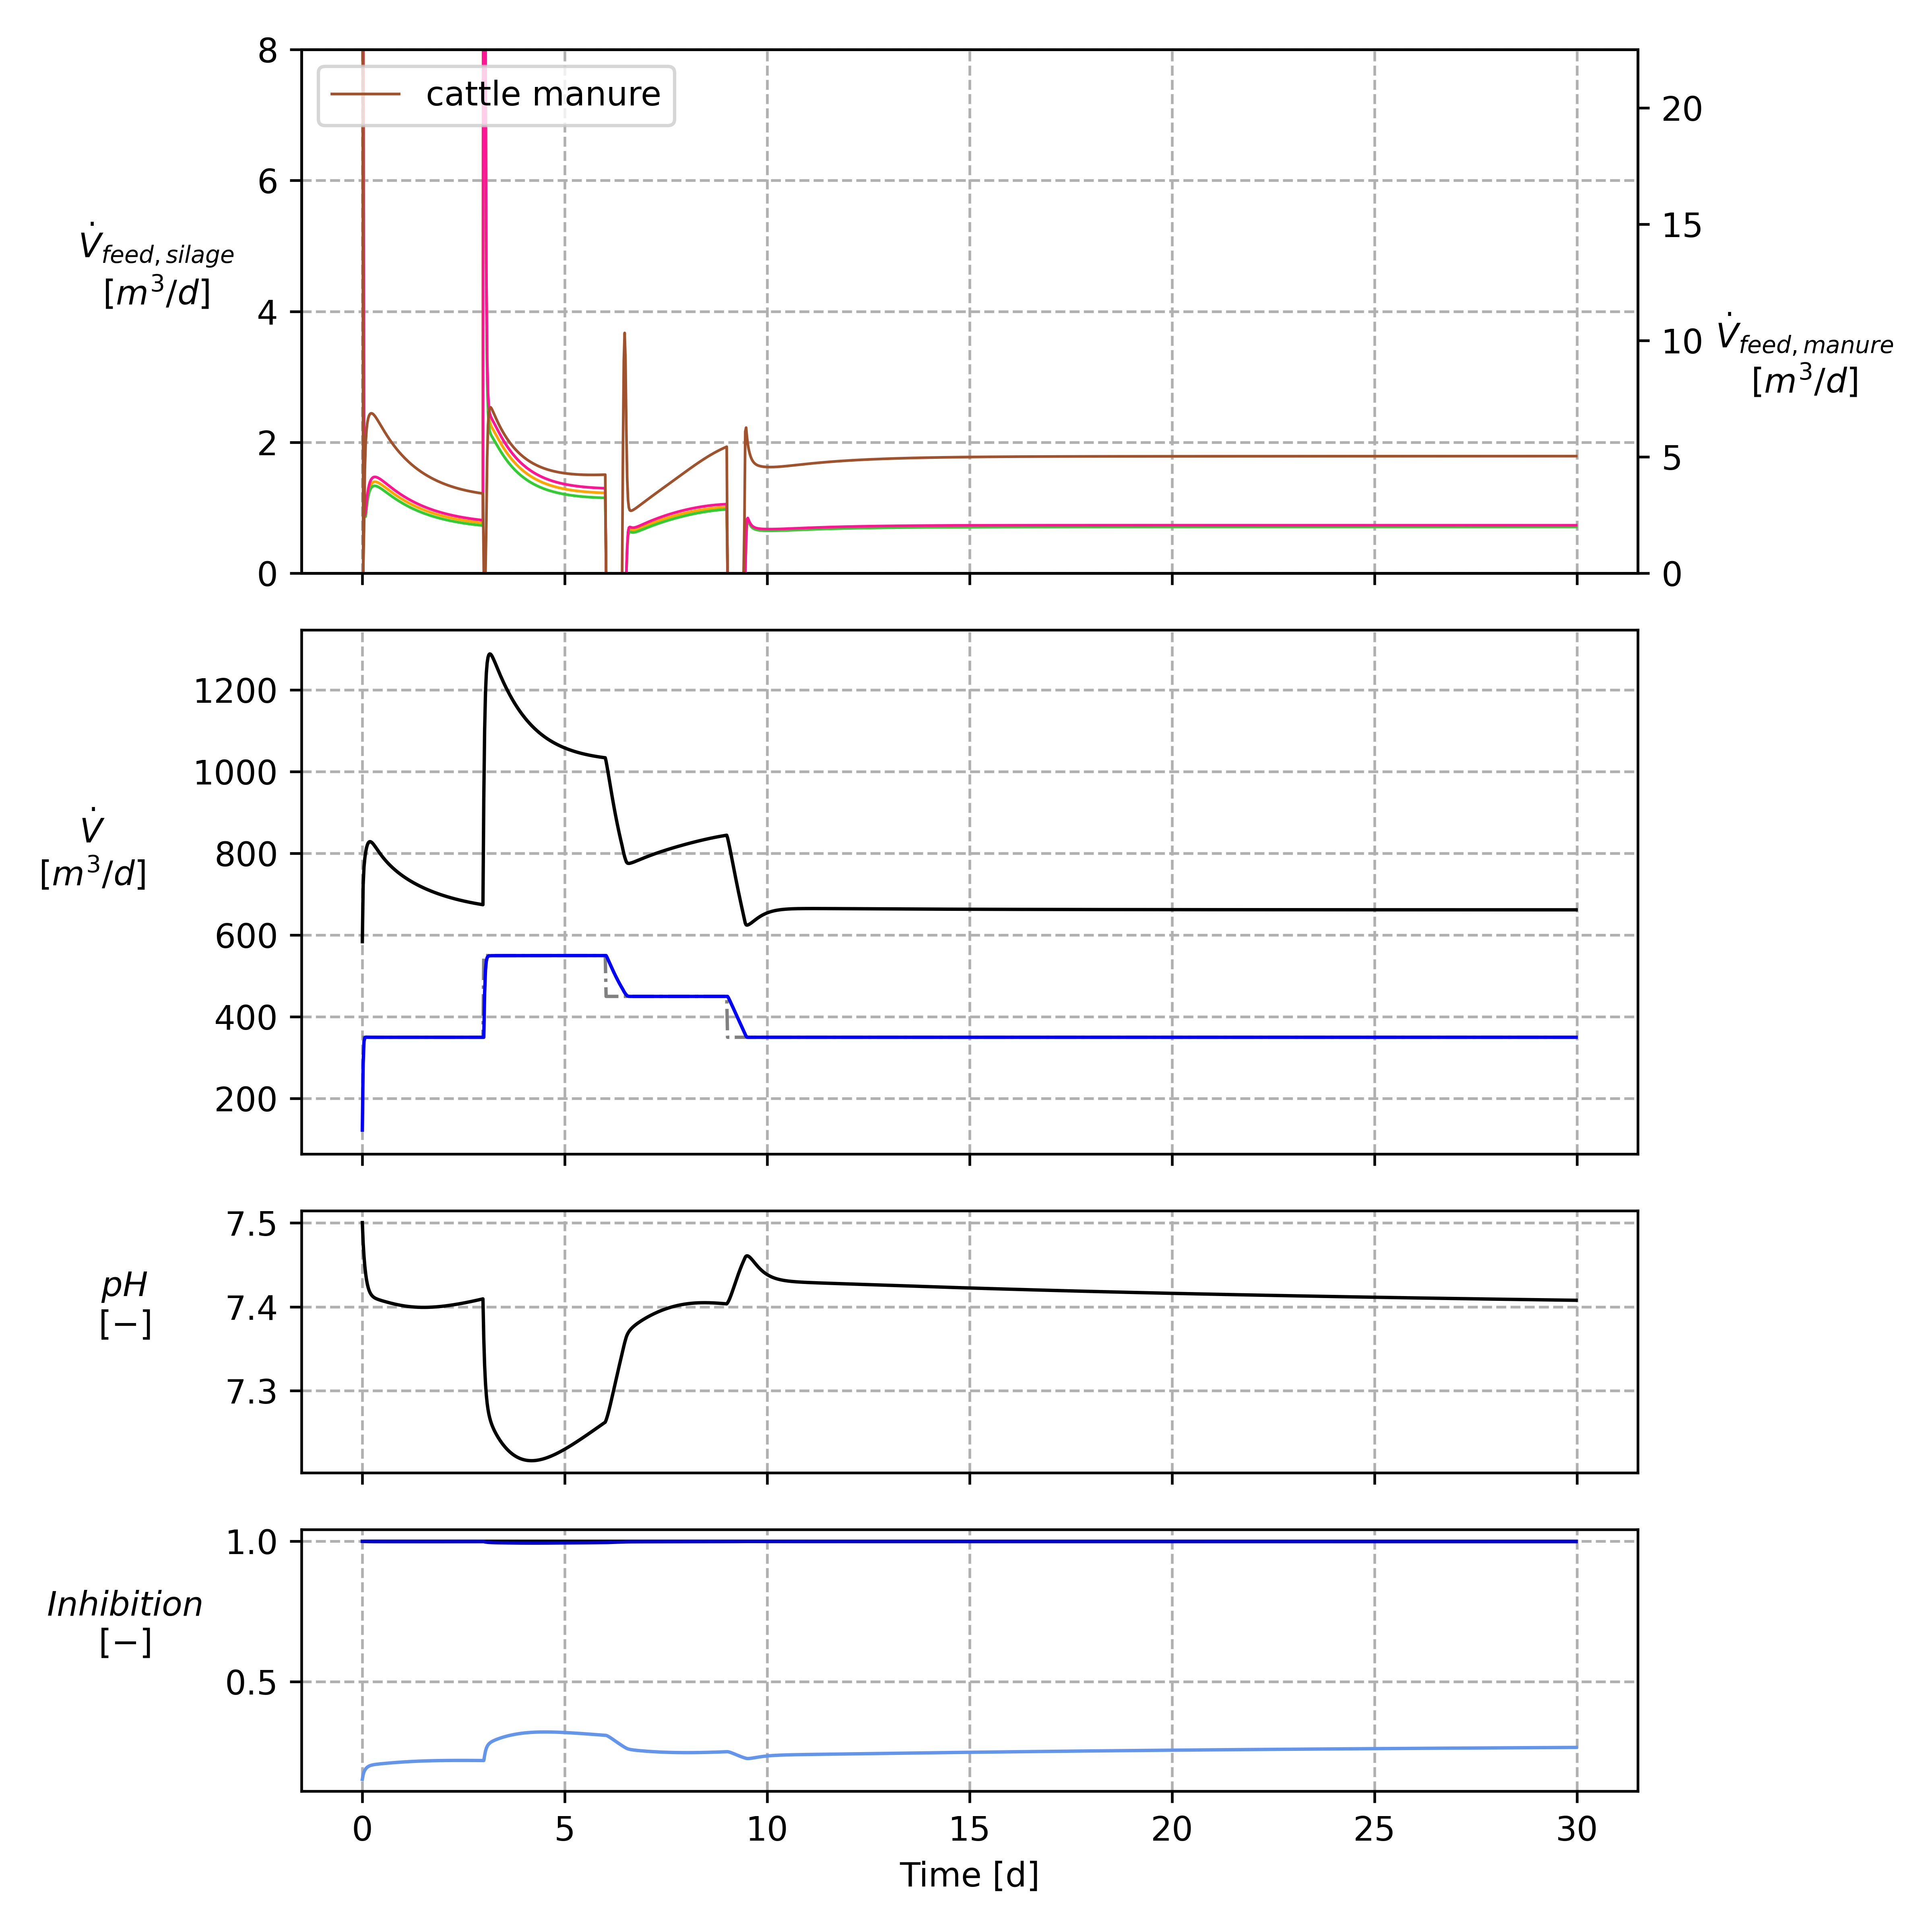 8
6
4
2
0
cattle manure
20
15
10
5
0
V̇feed, silage
[m³/d]
V̇feed, manure
[m³/d]
1200
1000
800
600
400
200
V̇
[m³/d]
7.5
7.4
7.3
pH
[−]
1.0
0.5
Inhibition
[−]
0 5 10 15 20 25 30
Time [d]